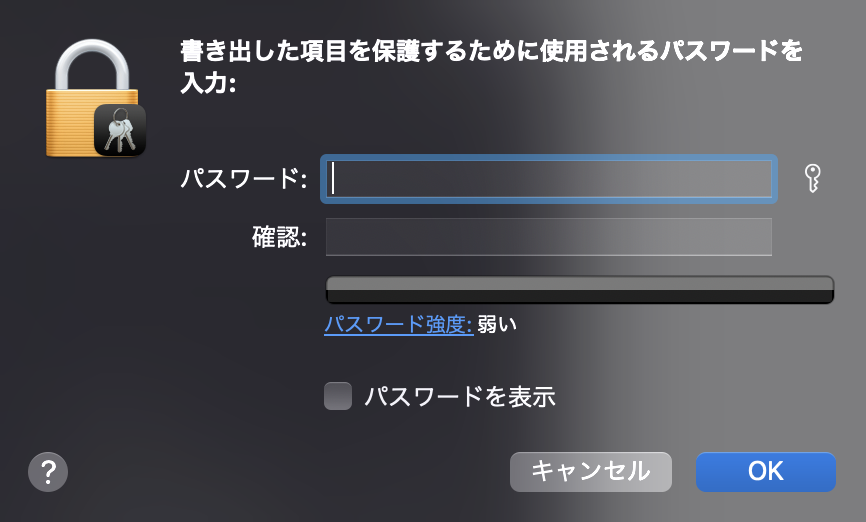 書き出した項目を保護するために使用されるパスワードを
入力:
パスワード:
確認:
パスワード強度: 弱い
パスワードを表示
? キャンセル OK